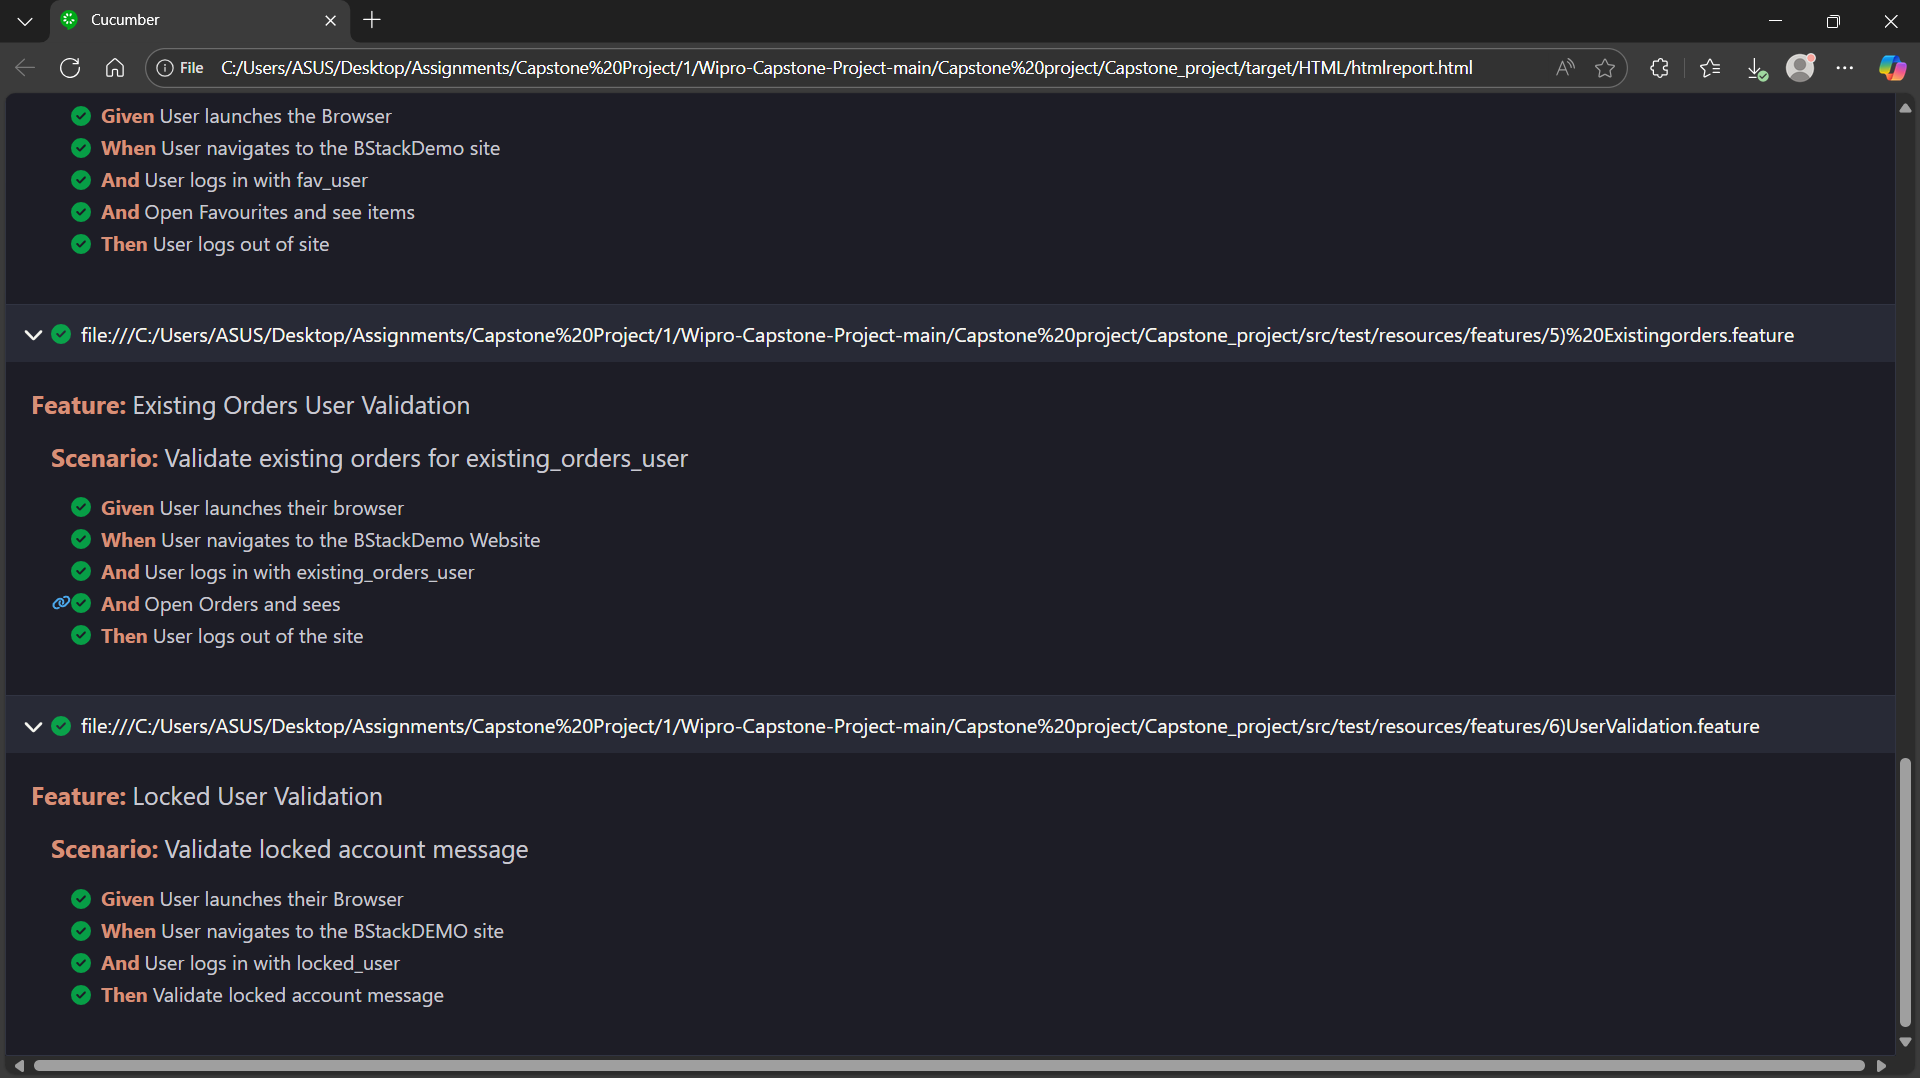 Cucumber
File C:/Users/ASUS/Desktop/Assignments/Capstone%20Project/1/Wipro-Capstone-Project-main/Capstone%20project/Capstone_project/target/HTML/htmlreport.html
Given User launches the Browser
When User navigates to the BStackDemo site
And User logs in with fav_user
And Open Favourites and see items
Then User logs out of site
file:///C:/Users/ASUS/Desktop/Assignments/Capstone%20Project/1/Wipro-Capstone-Project-main/Capstone%20project/Capstone_project/src/test/resources/features/5)%20Existingorders.feature
Feature: Existing Orders User Validation
Scenario: Validate existing orders for existing_orders_user
Given User launches their browser
When User navigates to the BStackDemo Website
And User logs in with existing_orders_user
And Open Orders and sees
Then User logs out of the site
file:///C:/Users/ASUS/Desktop/Assignments/Capstone%20Project/1/Wipro-Capstone-Project-main/Capstone%20project/Capstone_project/src/test/resources/features/6)UserValidation.feature
Feature: Locked User Validation
Scenario: Validate locked account message
Given User launches their Browser
When User navigates to the BStackDEMO site
And User logs in with locked_user
Then Validate locked account message